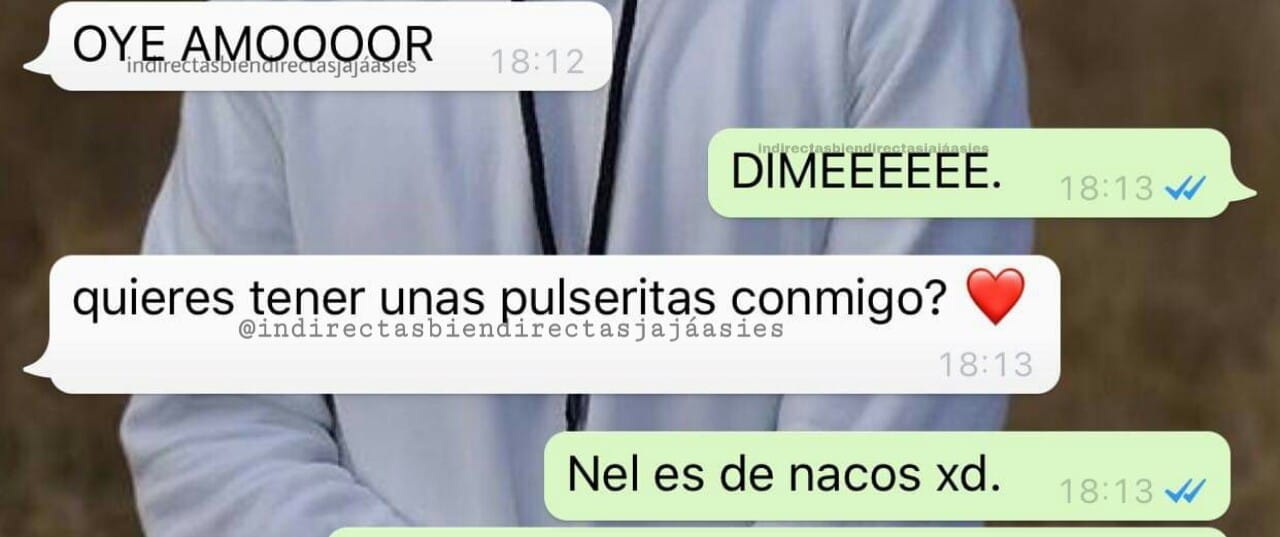 OYE AMOOOOR
indirectasbiendirectasjajáasies
18:12
indirectasbiendirectasjajáasies
DIMEEEEEE.
18:13
quieres tener unas pulseritas conmigo? ❤️
@indirectasbiendirectasjajáasies
18:13
Nel es de nacos xd.
18:13